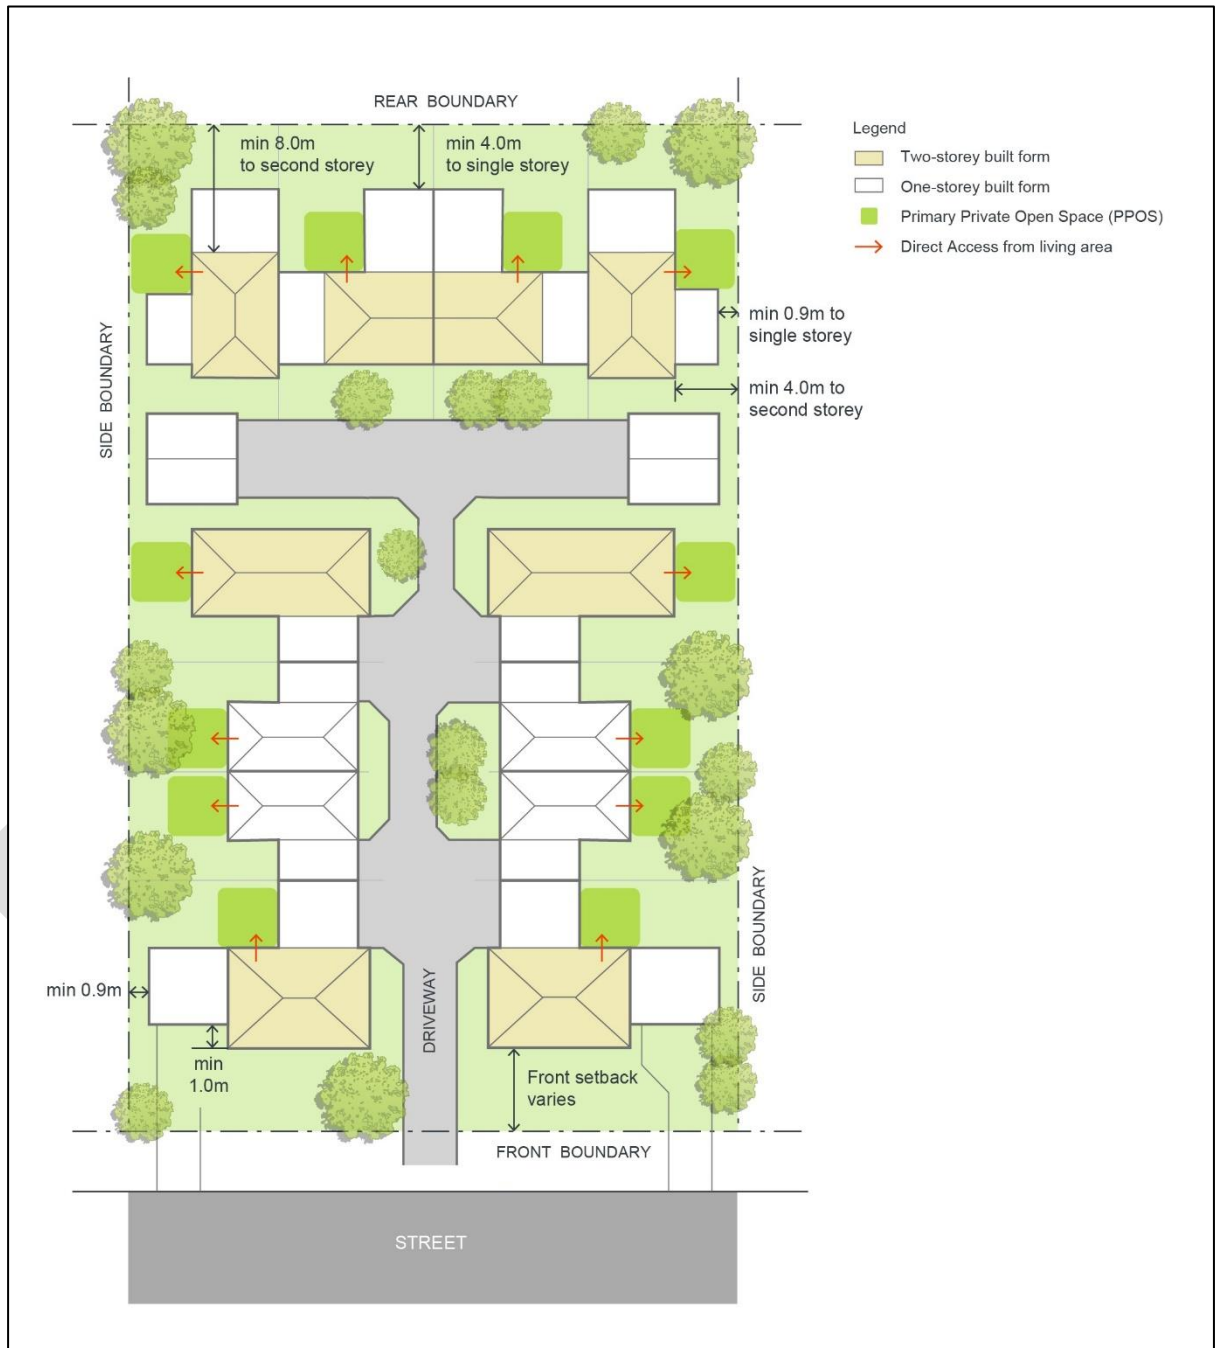 REAR BOUNDARY
min 8.0m
to second storey
min 4.0m
to single storey
Legend
Two-storey built form
One-storey built form
Primary Private Open Space (PPOS)
Direct Access from living area
SIDE BOUNDARY
min 0.9m to
single storey
min 4.0m to
second storey
SIDE BOUNDARY
min 0.9m
DRIVEWAY
min
1.0m
Front setback
varies
FRONT BOUNDARY
STREET